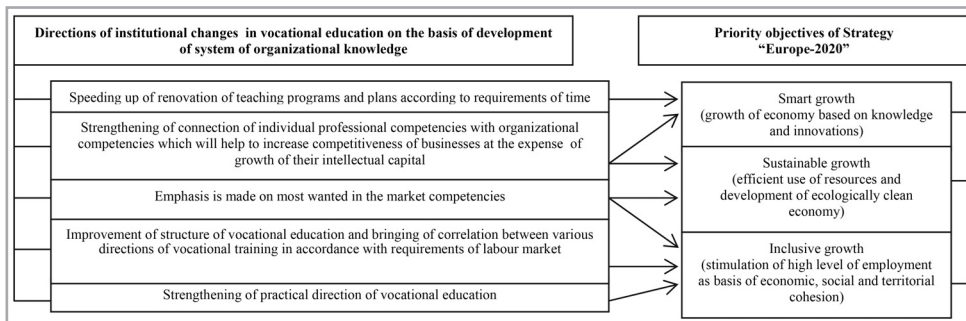 Directions of institutional changes in vocational education on the basis of development
of system of organizational knowledge
Speeding up of renovation of teaching programs and plans according to requirements of time
Strengthening of connection of individual professional competencies with organizational
competencies which will help to increase competitiveness of businesses at the expense of
growth of their intellectual capital
Emphasis is made on most wanted in the market competencies
Improvement of structure of vocational education and bringing of correlation between various
directions of vocational training in accordance with requirements of labour market
Strengthening of practical direction of vocational education
Priority objectives of Strategy
“Europe-2020”
Smart growth
(growth of economy based on knowledge
and innovations)
Sustainable growth
(efficient use of resources and
development of ecologically clean
economy)
Inclusive growth
(stimulation of high level of employment
as basis of economic, social and territorial
cohesion)